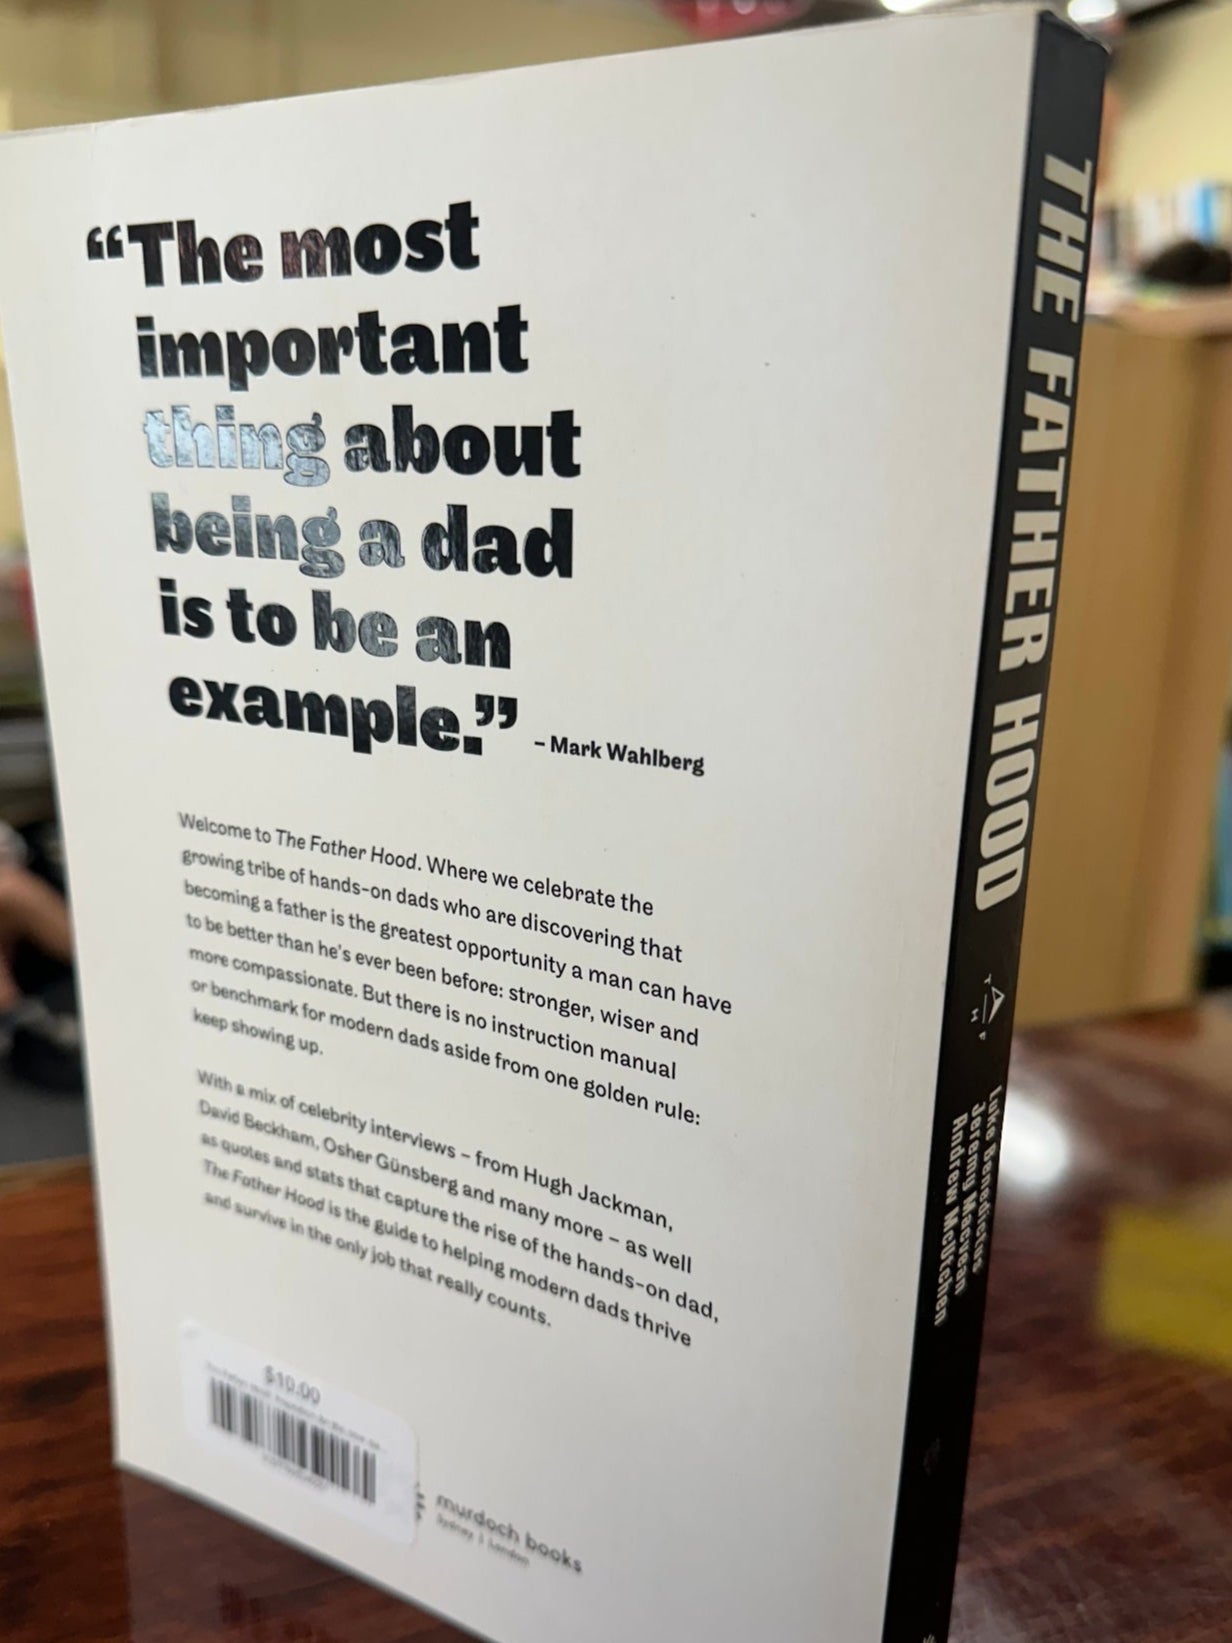 “The most
important
thing about
being a dad
is to be an
example.”
– Mark Wahlberg
Welcome to The Father Hood. Where we celebrate the
growing tribe of hands-on dads who are discovering that
becoming a father is the greatest opportunity a man can have
to be better than he’s ever been before: stronger, wiser and
more compassionate. But there is no instruction manual
or benchmark for modern dads aside from one golden rule:
keep showing up.
With a mix of celebrity interviews – from Hugh Jackman,
David Beckham, Osher Günsberg and many more – as well
as quotes and stats that capture the rise of the hands-on dad,
The Father Hood is the guide to helping modern dads thrive
and survive in the only job that really counts.
$10.00
murdoch books
Sydney | London
THE FATHER HOOD
T
H F
Luke Benedictus
Jeremy Macvean
Andrew McUtchen